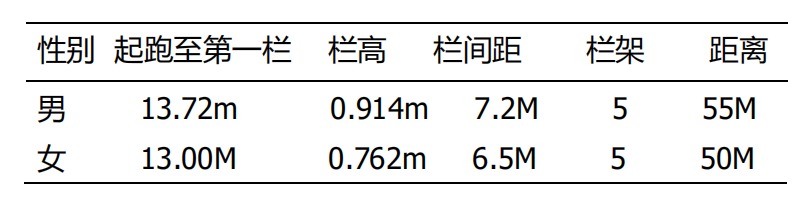 性别 起跑至第一栏 栏高 栏间距 栏架 距离
男 13.72m 0.914m 7.2M 5 55M
女 13.00M 0.762m 6.5M 5 50M